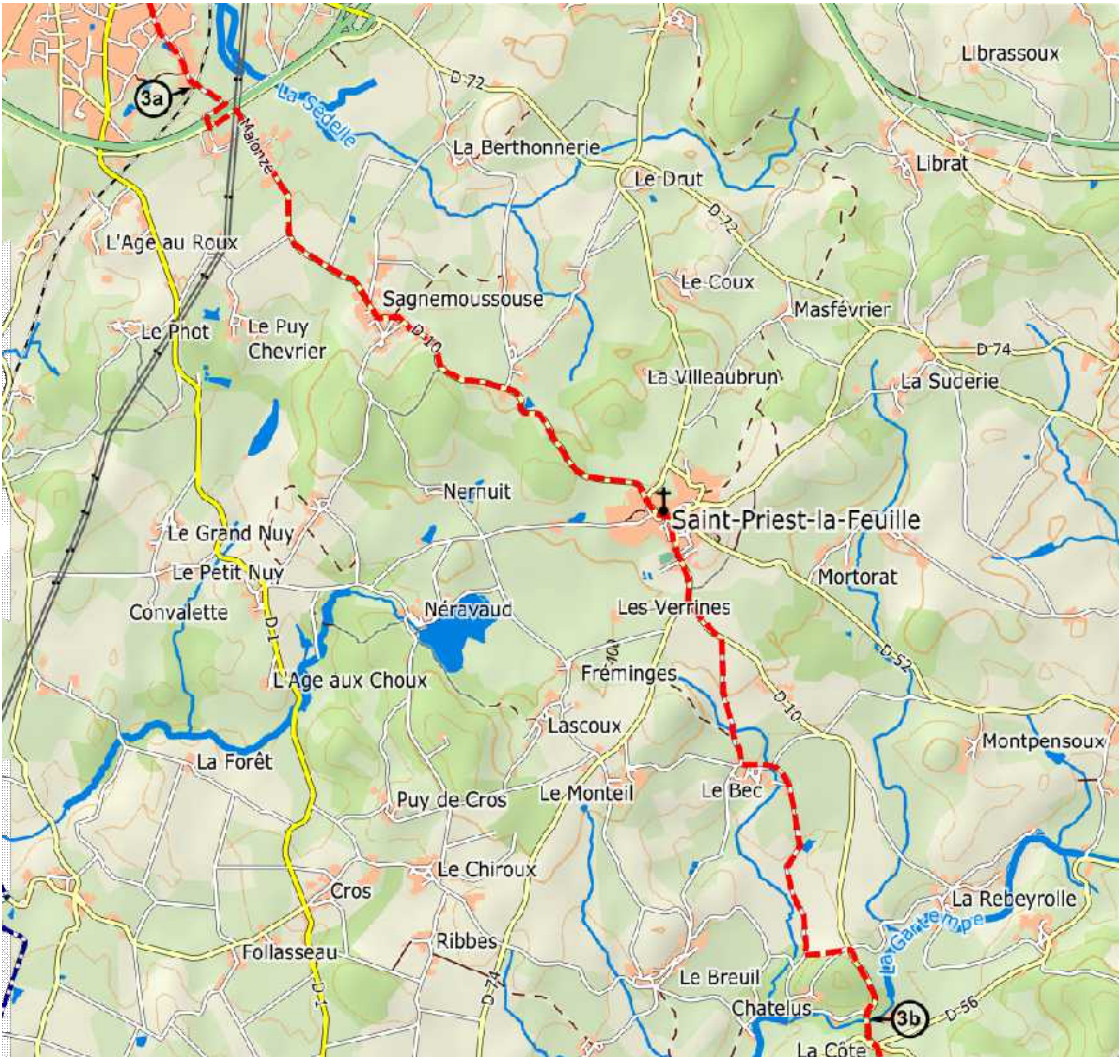 Librassoux
D 72
3a
La Sédelle
Malonze
La Berthonnerie
Librat
Le Drut
D 72
L'Age au Roux
Le Coux
Sagnemoussouse
Masfévrier
Le Phot
Le Puy
Chevrier
D 10
D 74
La Villeaubrun
La Suderie
Nernuit
Saint-Priest-la-Feuille
Le Grand Nuy
Le Petit Nuy
Mortorat
Convalette
Néravaud
Les Verrines
D 1
400
D 52
L'Age aux Choux
Fréminges
D 10
Lascoux
Montpensoux
La Forêt
Puy de Cros
Le Monteil
Le Bec
Le Chiroux
Cros
La Rebeyrolle
La Gartempe
Ribbes
Follasseau
Le Breuil
D 74
D 1
Chatelus
3b
D 56
La Côte